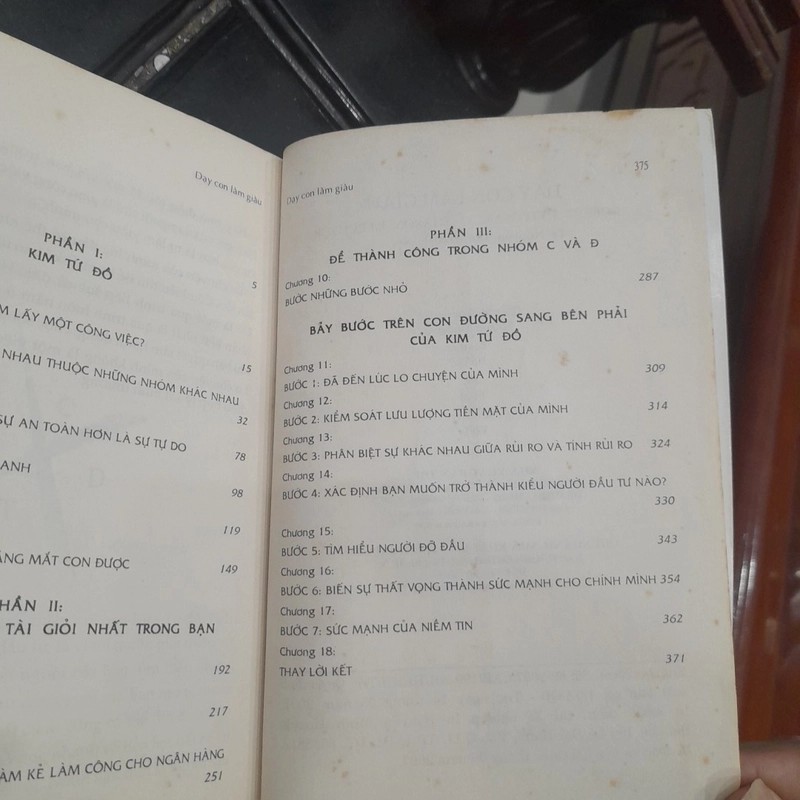 Dạy con làm giàu
PHẦN I:
KIM TỨ ĐỒ
5
LẤY MỘT CÔNG VIỆC?
15
NHAU THUỘC NHỮNG NHÓM KHÁC NHAU
32
SỰ AN TOÀN HƠN LÀ SỰ TỰ DO
78
ANH
98
119
MẮT CON ĐƯỢC
149
PHẦN II:
TÀI GIỎI NHẤT TRONG BẠN
192
217
KẺ LÀM CÔNG CHO NGÂN HÀNG
251
Dạy con làm giàu 375
PHẦN III:
ĐỂ THÀNH CÔNG TRONG NHÓM C VÀ Đ
Chương 10:
BƯỚC NHỮNG BƯỚC NHỎ 287
BẢY BƯỚC TRÊN CON ĐƯỜNG SANG BÊN PHẢI
CỦA KIM TỨ ĐỒ
Chương 11:
BƯỚC 1: ĐÃ ĐẾN LÚC LO CHUYỆN CỦA MÌNH 309
Chương 12:
BƯỚC 2: KIỂM SOÁT LƯU LƯỢNG TIỀN MẶT CỦA MÌNH 314
Chương 13:
BƯỚC 3: PHÂN BIỆT SỰ KHÁC NHAU GIỮA RỦI RO VÀ TÍNH RỦI RO 324
Chương 14:
BƯỚC 4: XÁC ĐỊNH BẠN MUỐN TRỞ THÀNH KIỂU NGƯỜI ĐẦU TƯ NÀO?
330
Chương 15:
BƯỚC 5: TÌM HIỂU NGƯỜI ĐỠ ĐẦU 343
Chương 16:
BƯỚC 6: BIẾN SỰ THẤT VỌNG THÀNH SỨC MẠNH CHO CHÍNH MÌNH 354
Chương 17:
BƯỚC 7: SỨC MẠNH CỦA NIỀM TIN 362
Chương 18:
THAY LỜI KẾT 371